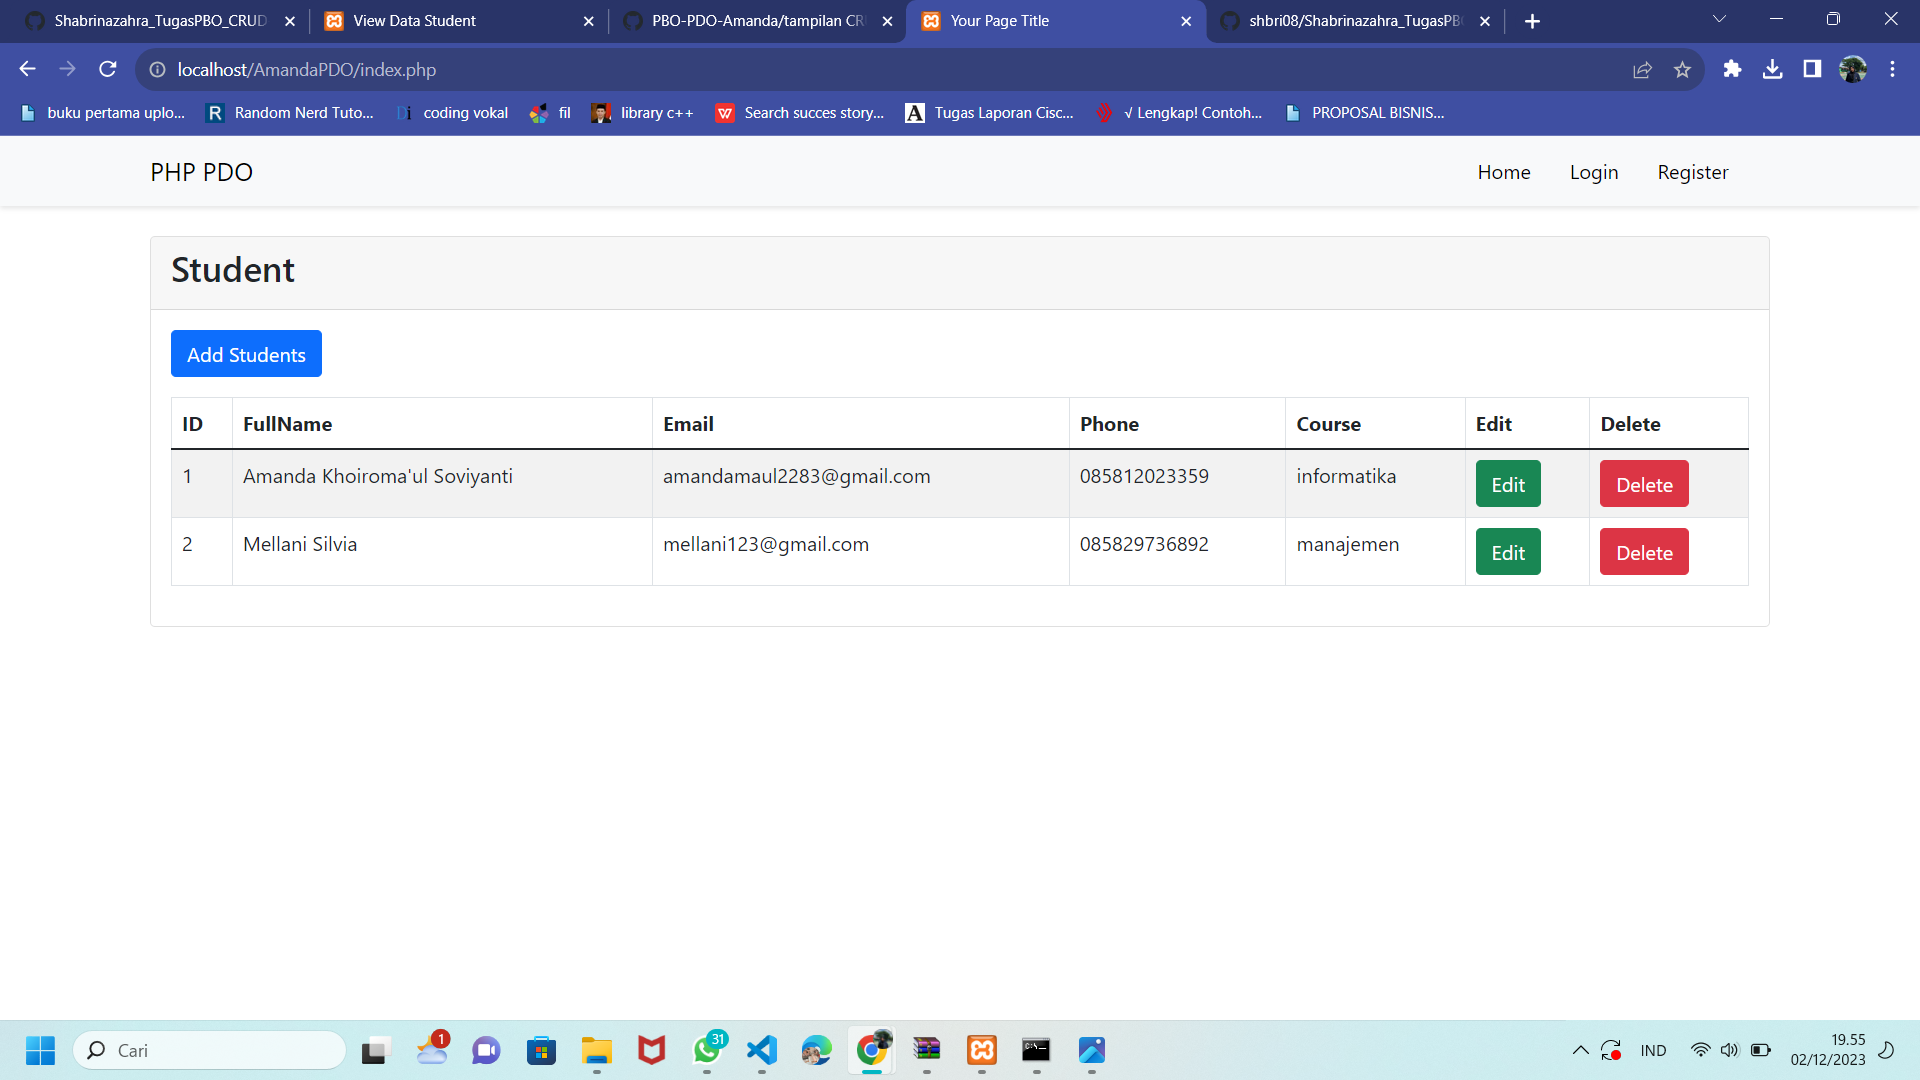 Shabrinazahra_TugasPBO_CRUD
View Data Student
PBO-PDO-Amanda/tampilan CR
Your Page Title
shbri08/Shabrinazahra_TugasPB
localhost/AmandaPDO/index.php
buku pertama uplo...
R Random Nerd Tuto...
Di coding vokal
fil
library c++
W Search succes story...
A Tugas Laporan Cisc...
√ Lengkap! Contoh...
PROPOSAL BISNIS...
PHP PDO
Home Login Register
Student
Add Students
ID FullName Email Phone Course Edit Delete
1 Amanda Khoiroma'ul Soviyanti amandamaul2283@gmail.com 085812023359 informatika Edit Delete
2 Mellani Silvia mellani123@gmail.com 085829736892 manajemen Edit Delete
Cari
1
31
IND
19.55
02/12/2023